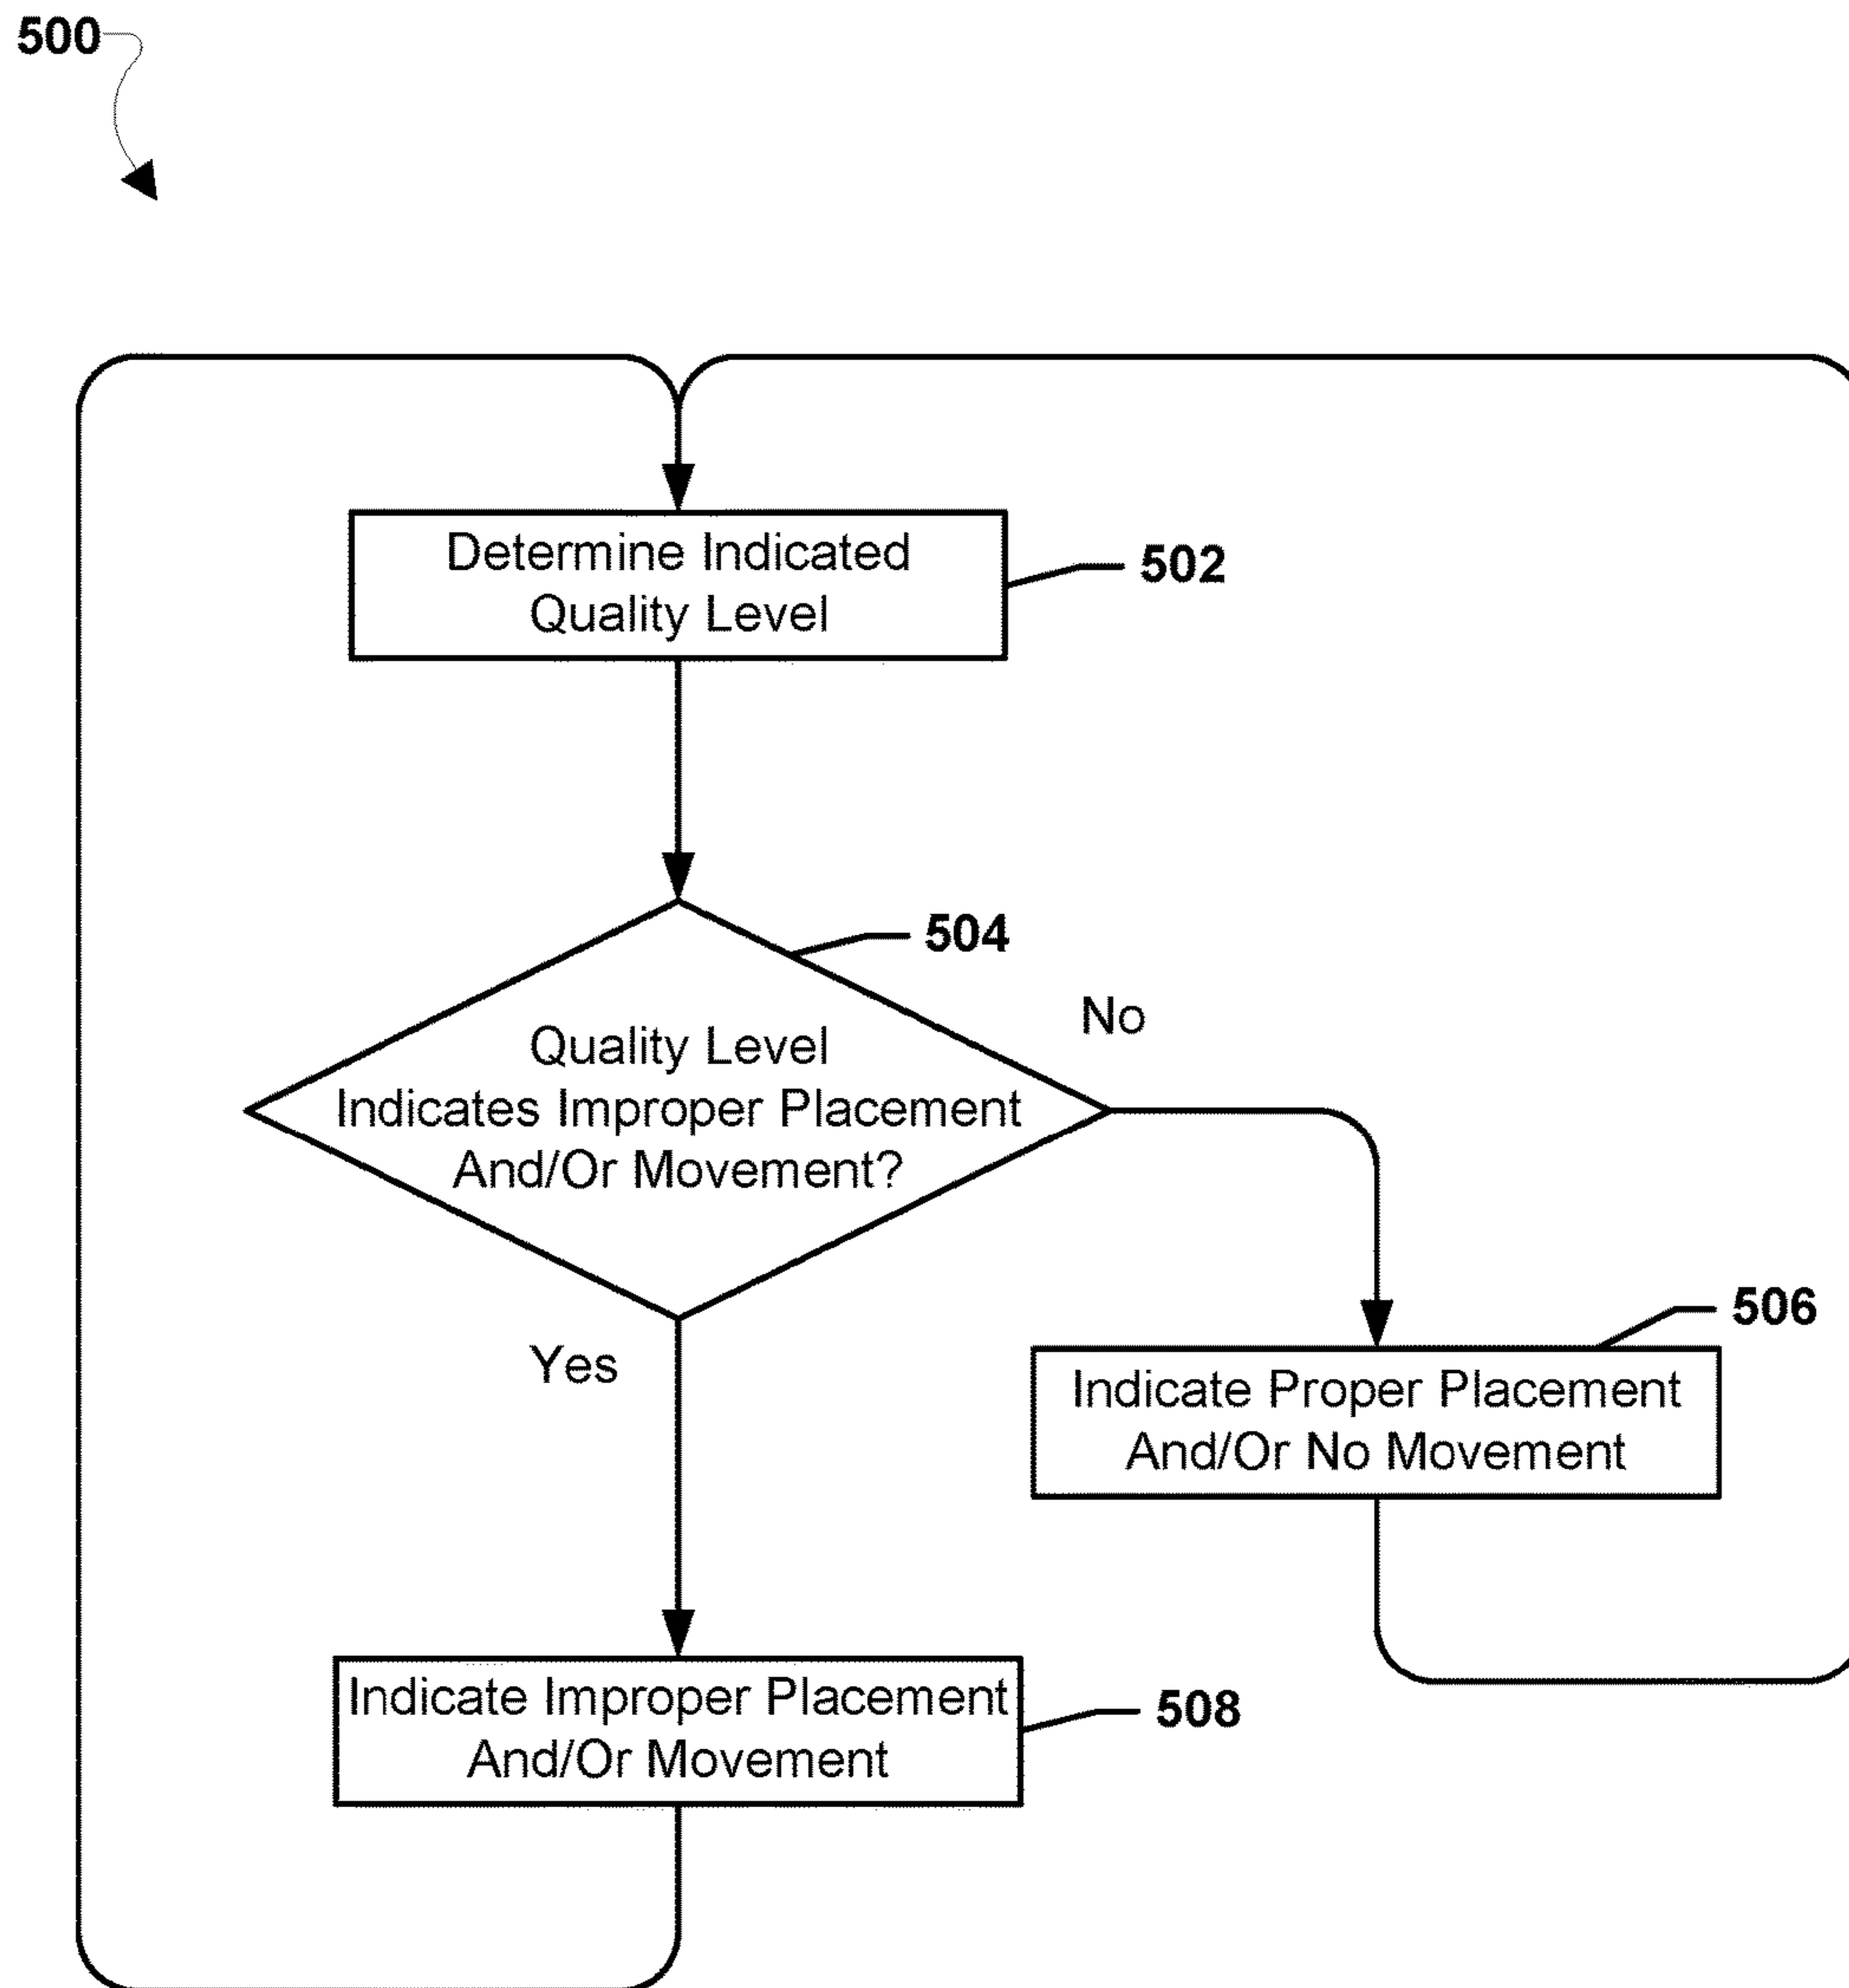 500
Determine Indicated
Quality Level
502
504
Quality Level
Indicates Improper Placement
And/Or Movement?
No
Yes
506
Indicate Proper Placement
And/Or No Movement
Indicate Improper Placement
And/Or Movement
508